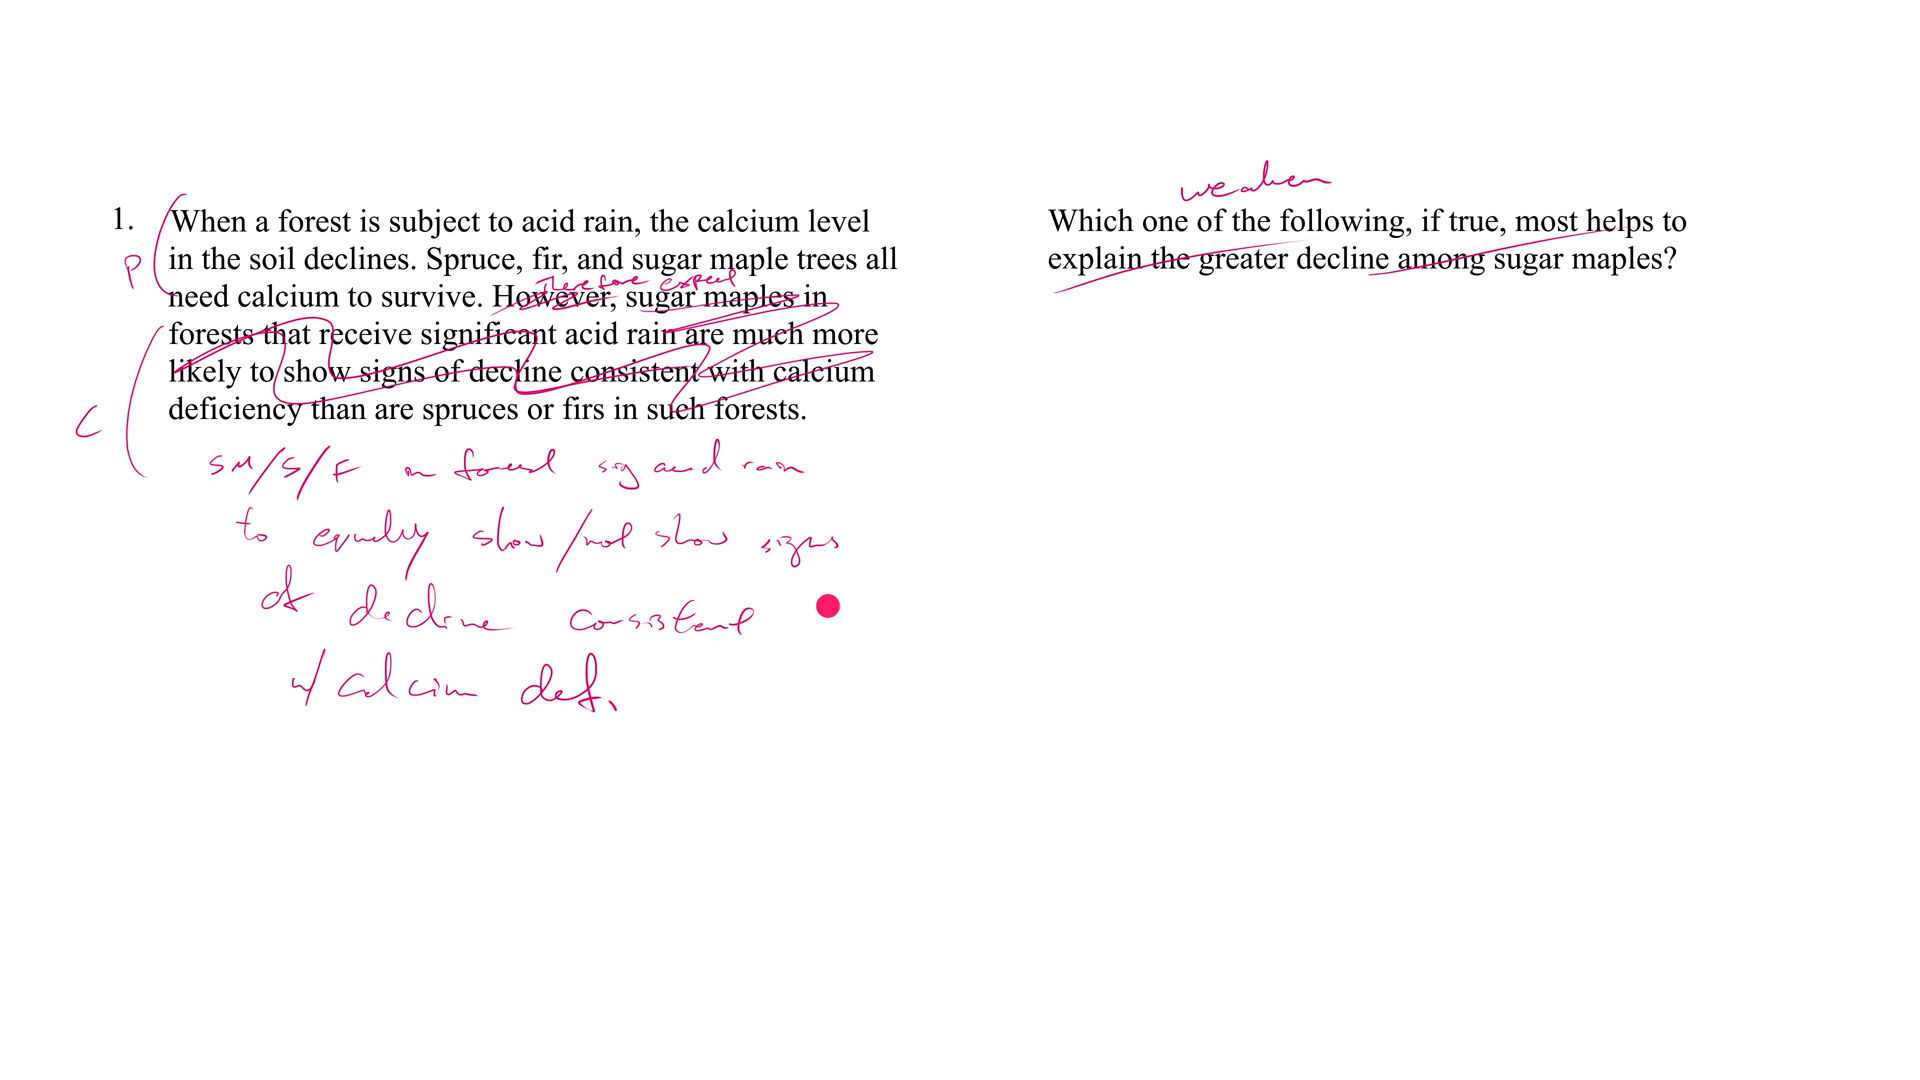 weaken
1. When a forest is subject to acid rain, the calcium level
in the soil declines. Spruce, fir, and sugar maple trees all
therefore expect
need calcium to survive. However, sugar maples in
forests that receive significant acid rain are much more
likely to show signs of decline consistent with calcium
deficiency than are spruces or firs in such forests.
P
C
SM/S/F in forest sig acid rain
to equally show/not show signs
of decline consistent
w/ calcium def.
Which one of the following, if true, most helps to
explain the greater decline among sugar maples?